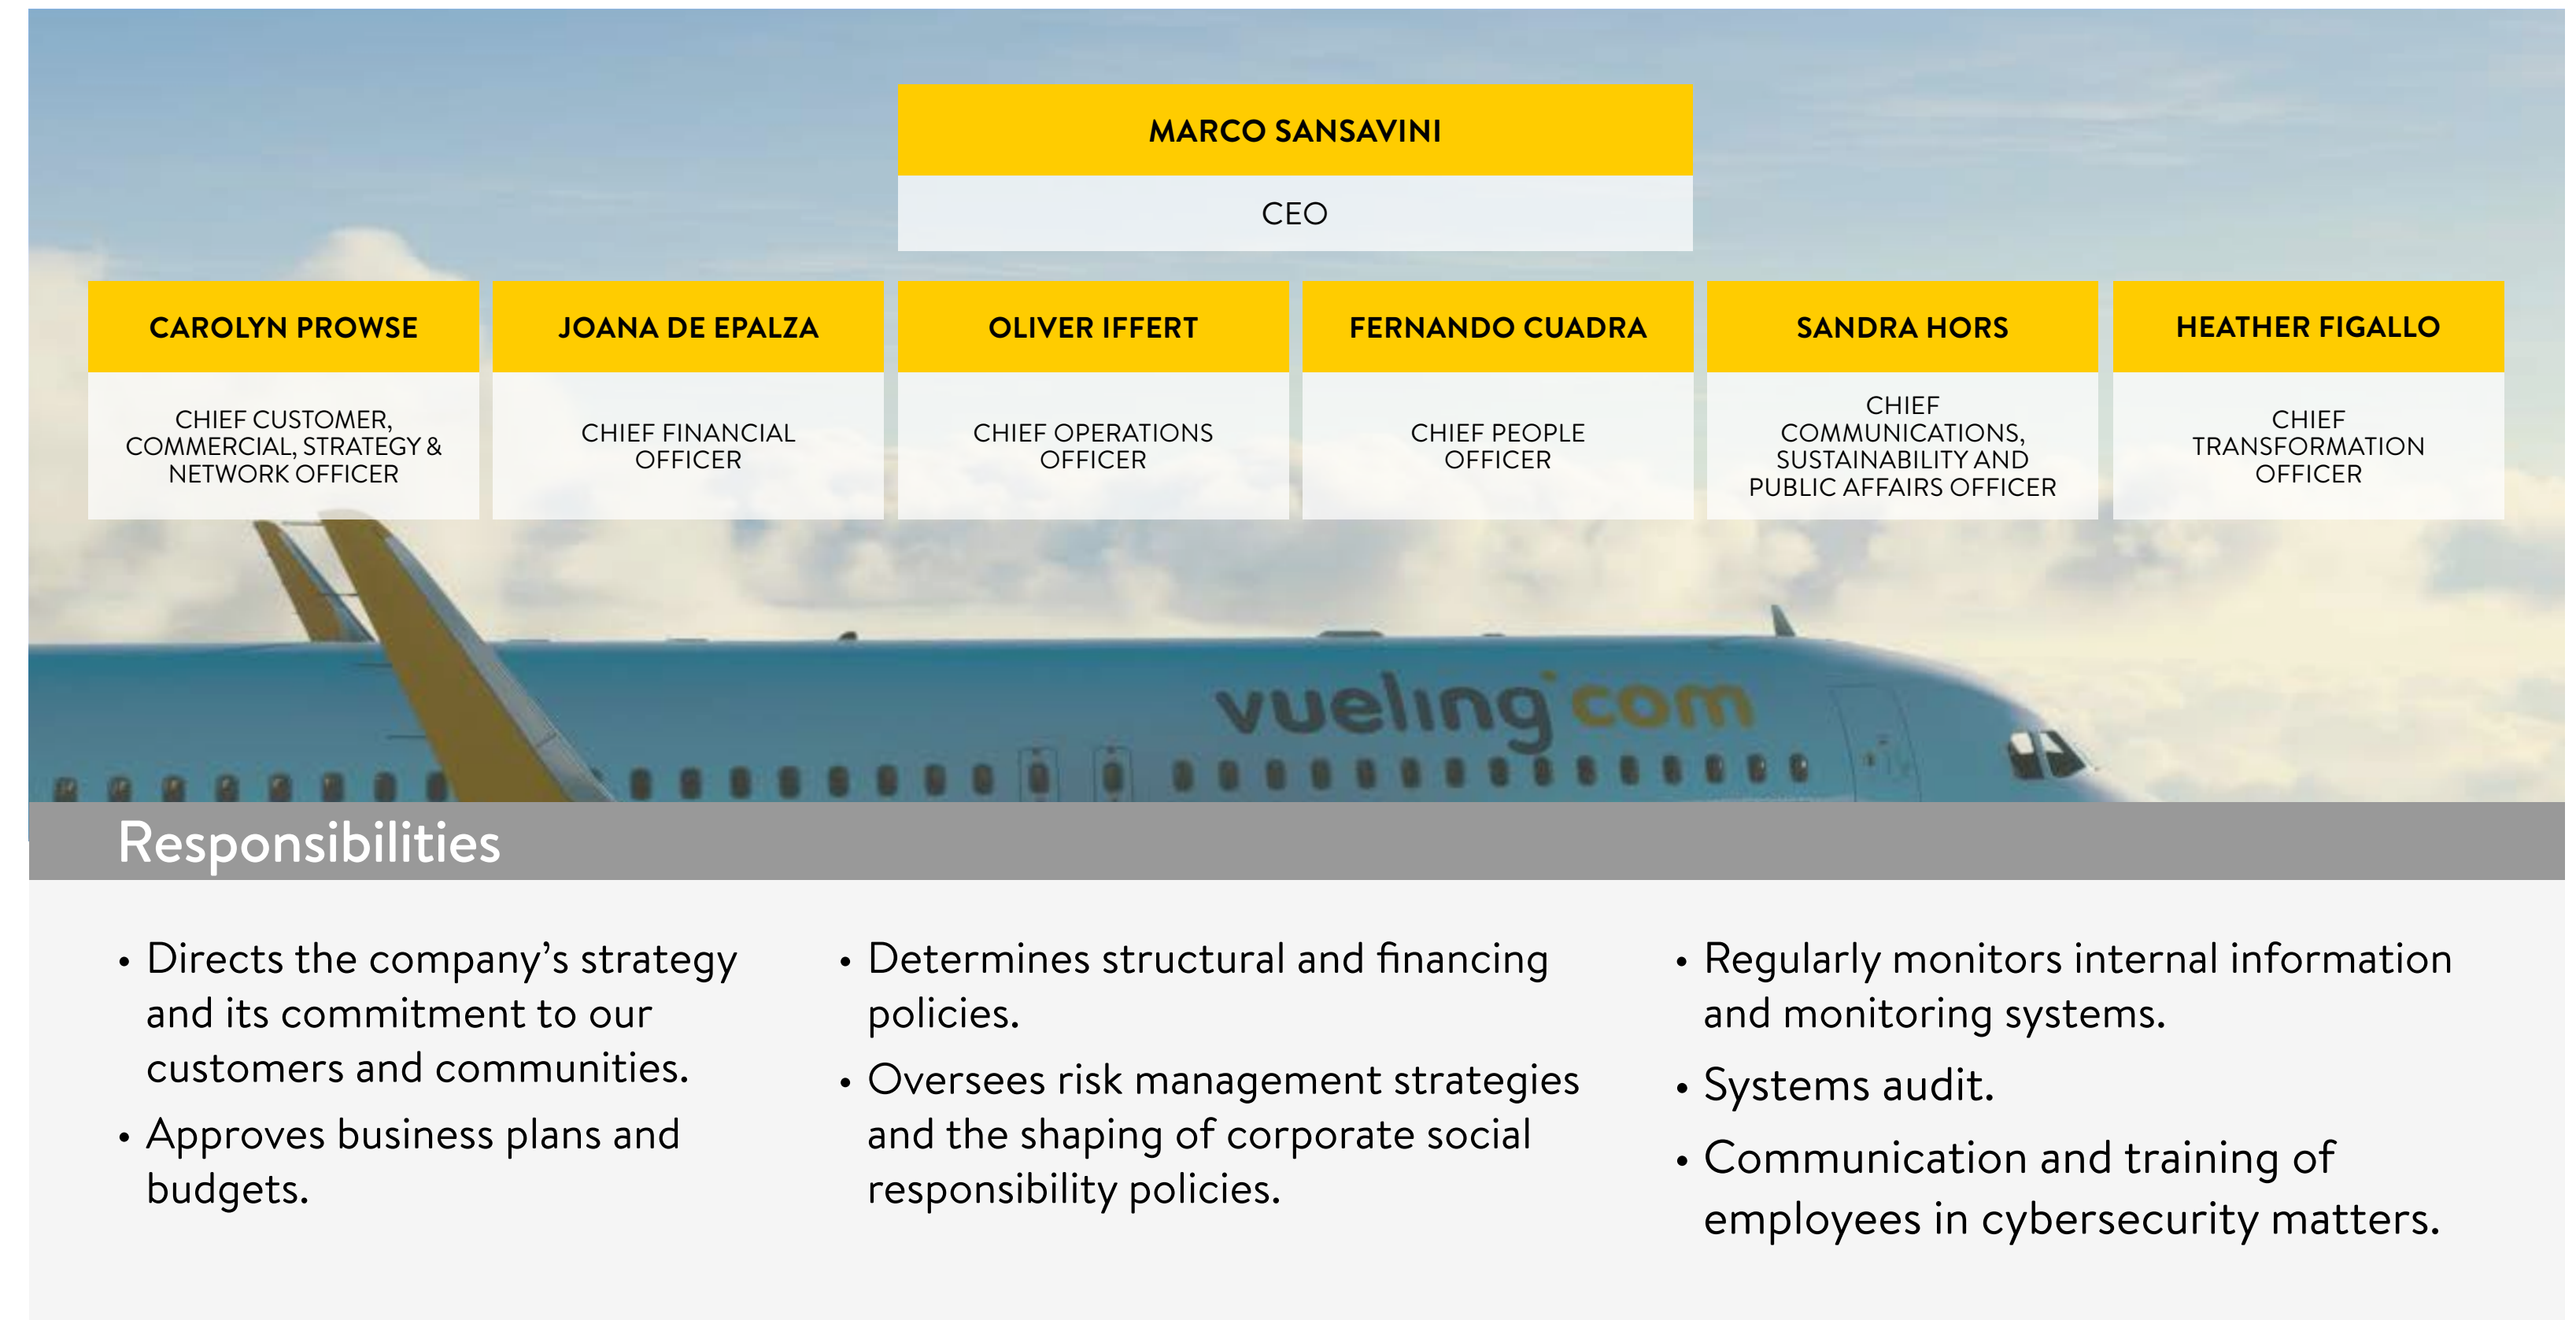 MARCO SANSAVINI
CEO
CAROLYN PROWSE
CHIEF CUSTOMER,
COMMERCIAL, STRATEGY &
NETWORK OFFICER
JOANA DE EPALZA
CHIEF FINANCIAL
OFFICER
OLIVER IFFERT
CHIEF OPERATIONS
OFFICER
FERNANDO CUADRA
CHIEF PEOPLE
OFFICER
SANDRA HORS
CHIEF
COMMUNICATIONS,
SUSTAINABILITY AND
PUBLIC AFFAIRS OFFICER
HEATHER FIGALLO
CHIEF
TRANSFORMATION
OFFICER
vueling.com
Responsibilities
• Directs the company’s strategy
and its commitment to our
customers and communities.
• Approves business plans and
budgets.
• Determines structural and financing
policies.
• Oversees risk management strategies
and the shaping of corporate social
responsibility policies.
• Regularly monitors internal information
and monitoring systems.
• Systems audit.
• Communication and training of
employees in cybersecurity matters.